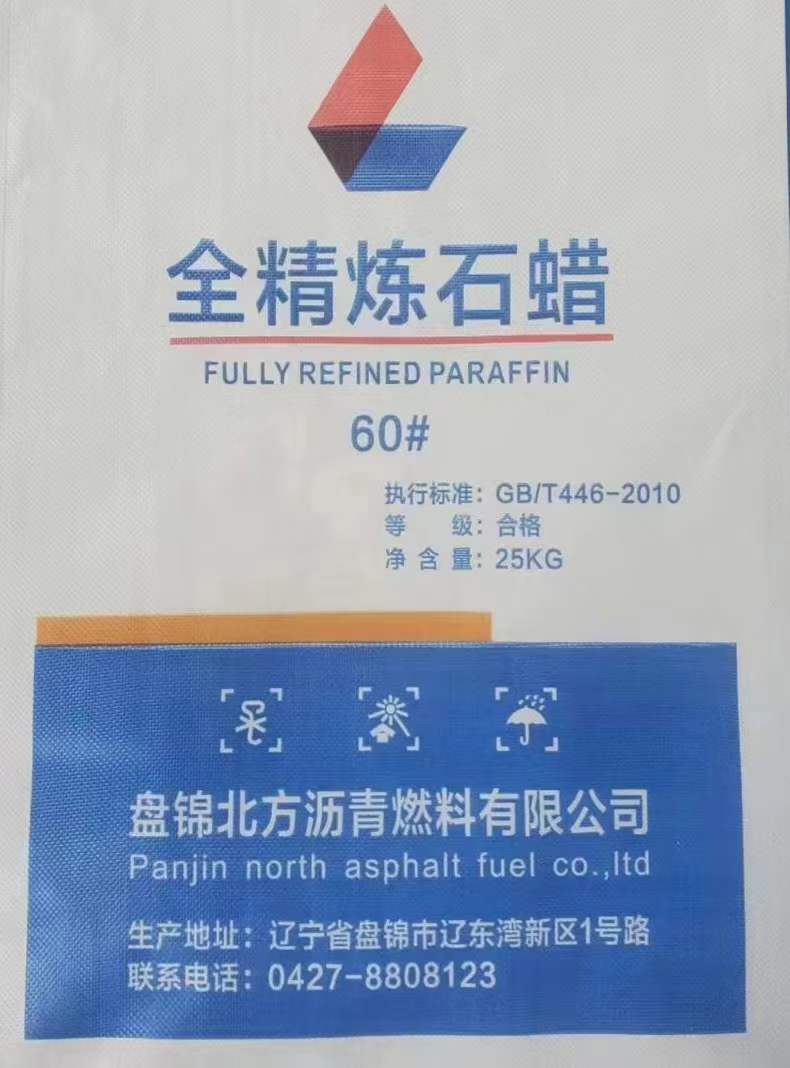 全精炼石蜡
FULLY REFINED PARAFFIN
60#
执行标准：GB/T446-2010
等 级：合格
净含量：25KG
盘锦北方沥青燃料有限公司
Panjin north asphalt fuel co.,ltd
生产地址：辽宁省盘锦市辽东湾新区1号路
联系电话：0427-8808123